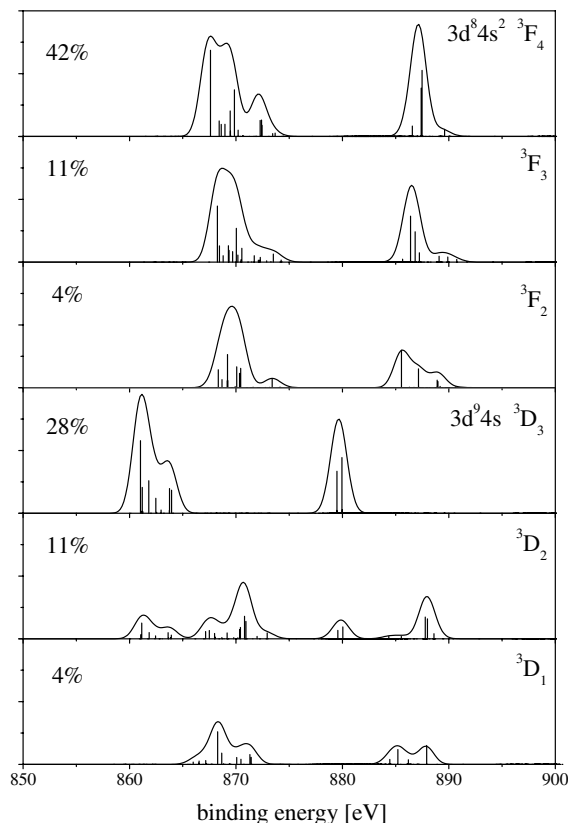 42%
3d⁸4s² ³F₄
11%
³F₃
4%
³F₂
28%
3d⁹4s ³D₃
11%
³D₂
4%
³D₁
850 860 870 880 890 900
binding energy [eV]